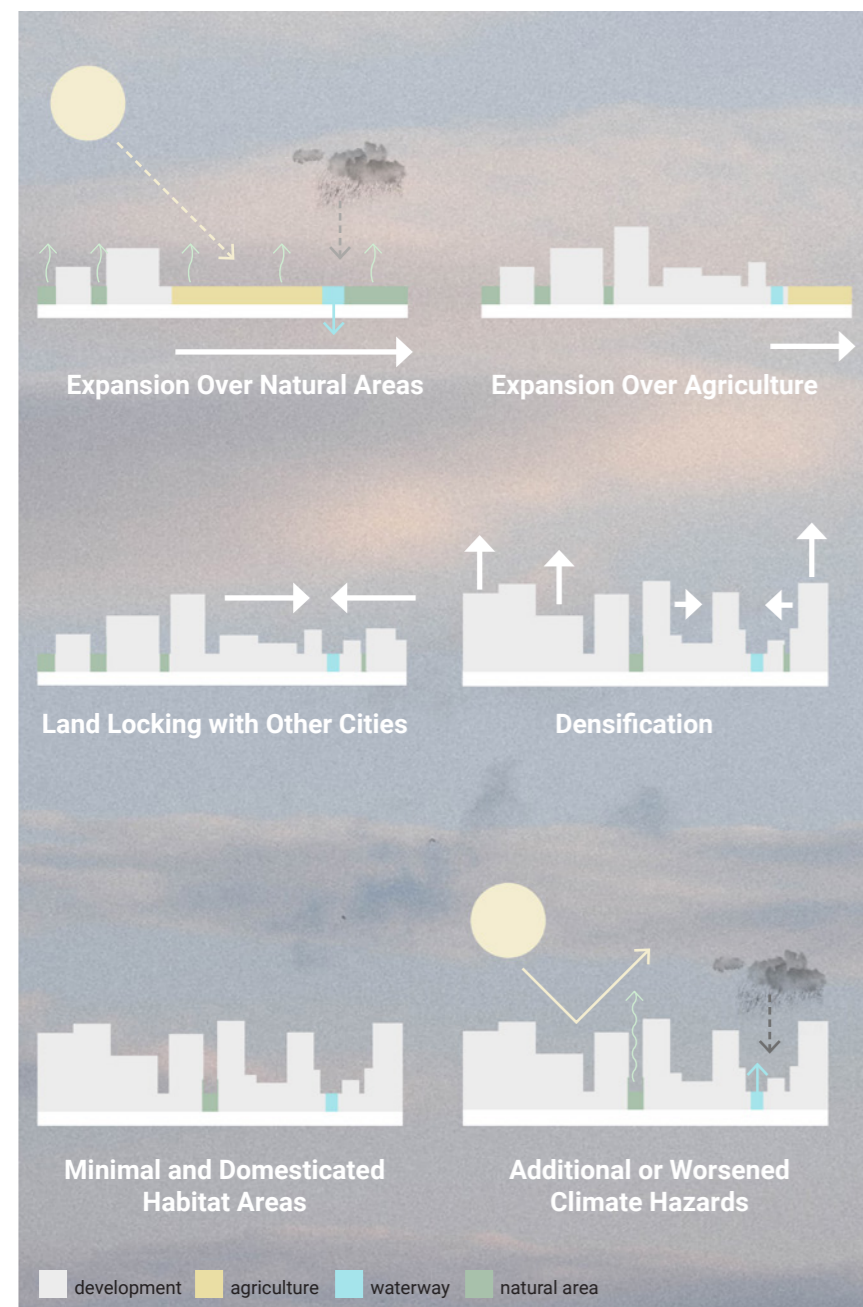 Expansion Over Natural Areas
Expansion Over Agriculture
Land Locking with Other Cities
Densification
Minimal and Domesticated
Habitat Areas
Additional or Worsened
Climate Hazards
development
agriculture
waterway
natural area